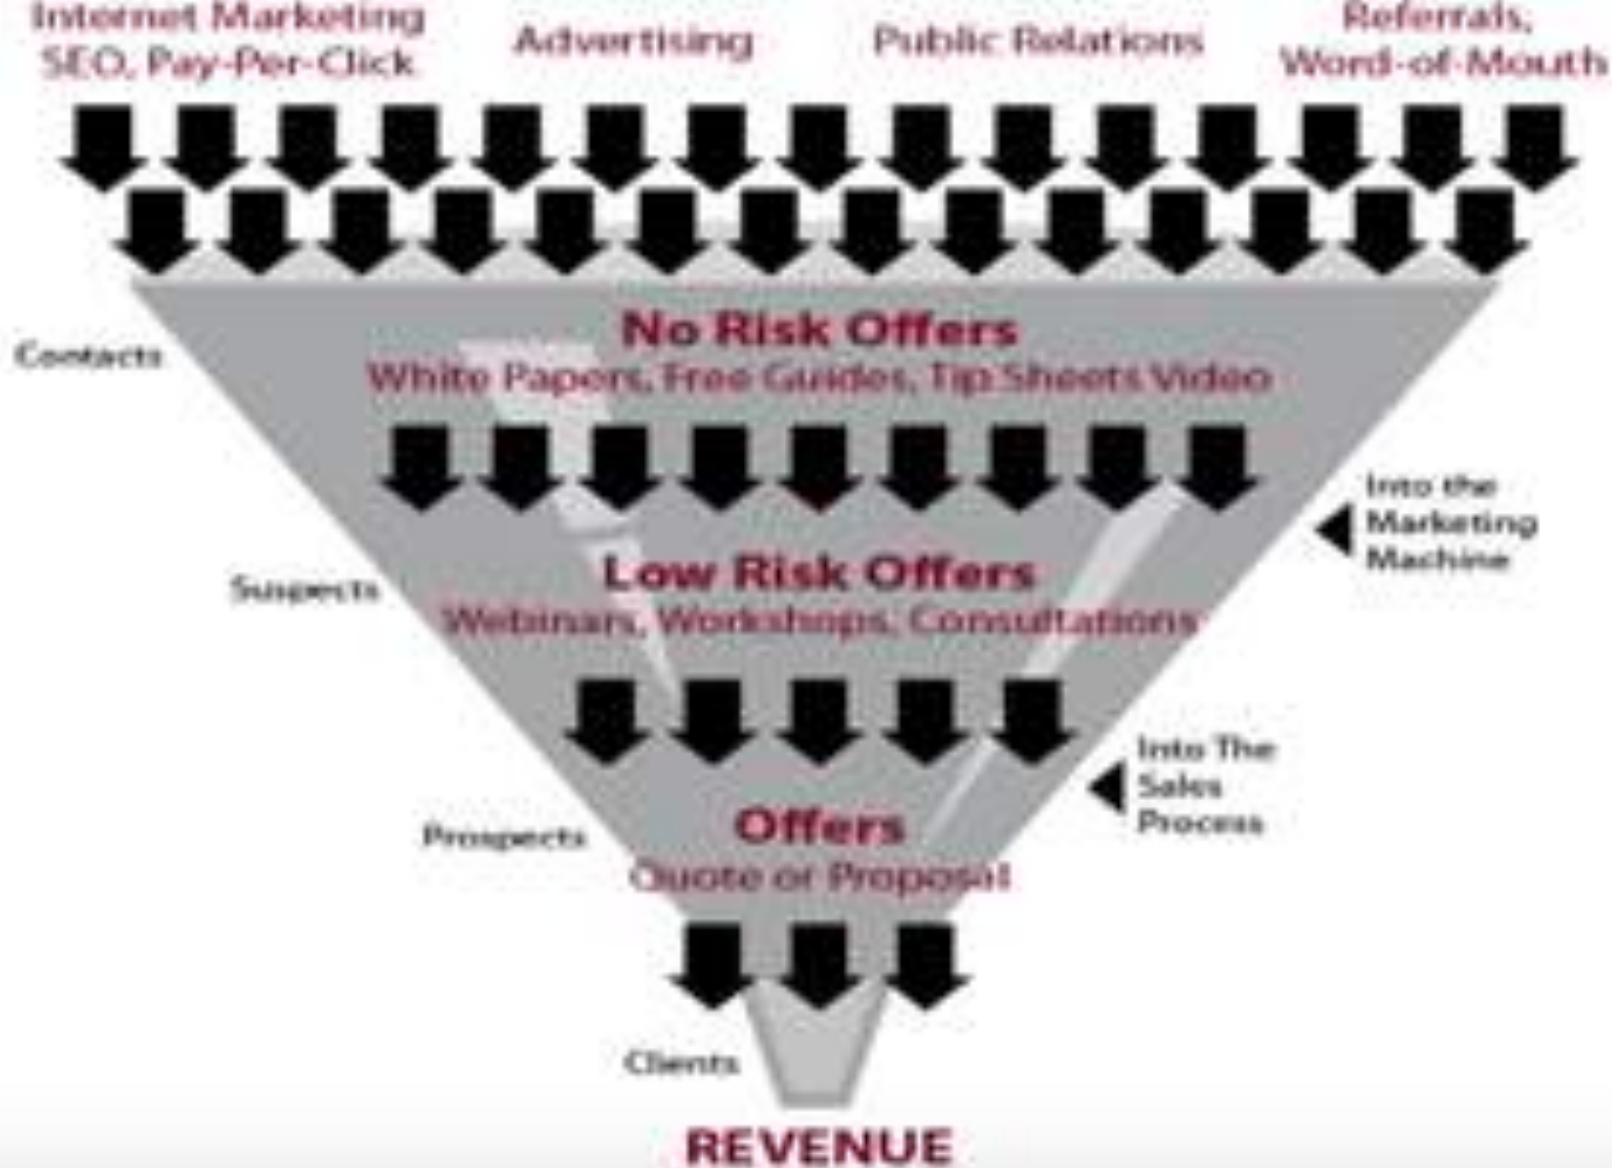 Internet Marketing
SEO, Pay-Per-Click
Advertising
Public Relations
Referrals,
Word-of-Mouth
No Risk Offers
Contacts
White Papers, Free Guides, Tip Sheets Video
Into the
Marketing
Machine
Low Risk Offers
Suspects
Webinars, Workshops, Consultations
Into The
Sales
Process
Offers
Prospects
Quote or Proposal
Clients
REVENUE